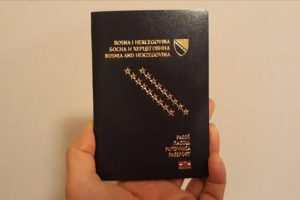 BOSNA I HERCEGOVINA
БОСНА И ХЕРЦЕГОВИНА
BOSNIA AND HERZEGOVINA
PASOŠ
ПАСОШ
PUTOVNICA
PASSPORT